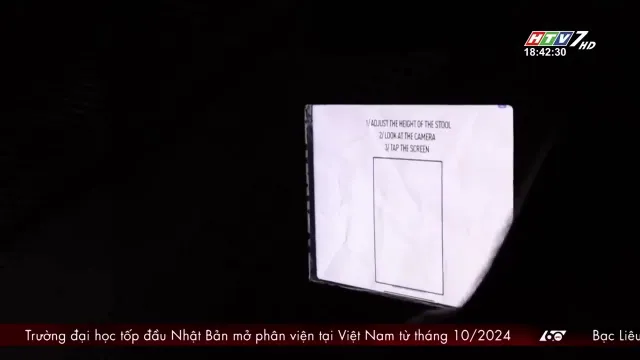 HTV7 HD
18:42:30
1/ ADJUST THE HEIGHT OF THE STOOL
2/ LOOK AT THE CAMERA
3/ TAP THE SCREEN
Trường đại học tốp đầu Nhật Bản mở phân viện tại Việt Nam từ tháng 10/2024
60
Bạc Liêu